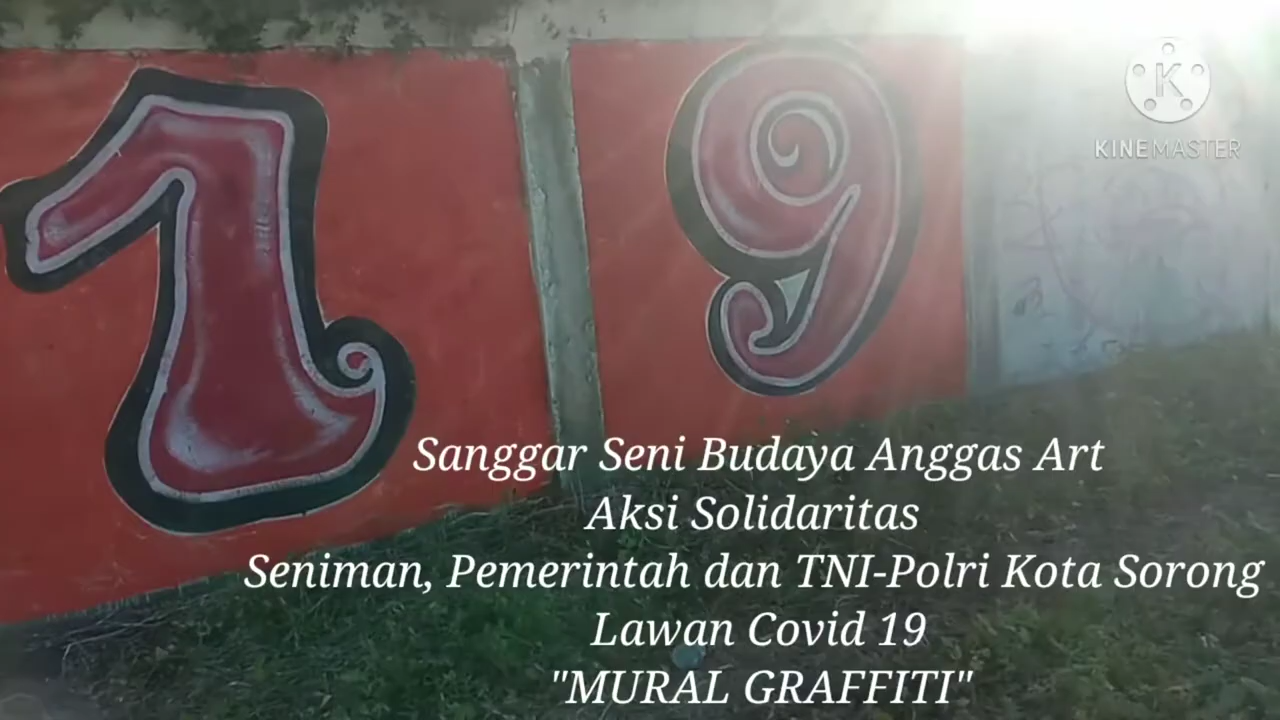 19
K
KINEMASTER
Sanggar Seni Budaya Anggas Art
Aksi Solidaritas
Seniman, Pemerintah dan TNI-Polri Kota Sorong
Lawan Covid 19
"MURAL GRAFFITI"